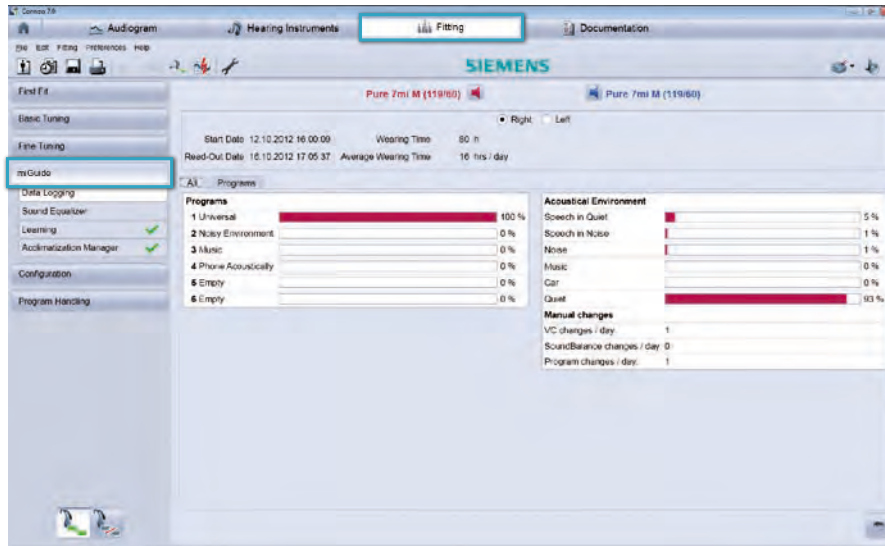 Connexx 7.0
Audiogram Hearing Instruments Fitting Documentation
File Edit Fitting Preferences Help
SIEMENS
First Fit
Basic Tuning
Fine Tuning
miGuide
Data Logging
Sound Equalizer
Learning
Acclimatization Manager
Configuration
Program Handling
Pure 7mi M (119/60) Pure 7mi M (119/60)
Right Left
Start Date 12.10.2012 16:00:09 Wearing Time 80 h
Read-Out Date 16.10.2012 17:05:37 Average Wearing Time 16 hrs / day
All Programs
Programs
1 Universal 100 %
2 Noisy Environment 0 %
3 Music 0 %
4 Phone Acoustically 0 %
5 Empty 0 %
6 Empty 0 %
Acoustical Environment
Speech in Quiet 5 %
Speech in Noise 1 %
Noise 1 %
Music 0 %
Car 0 %
Quiet 93 %
Manual changes
VC changes / day 1
SoundBalance changes / day 0
Program changes / day 1